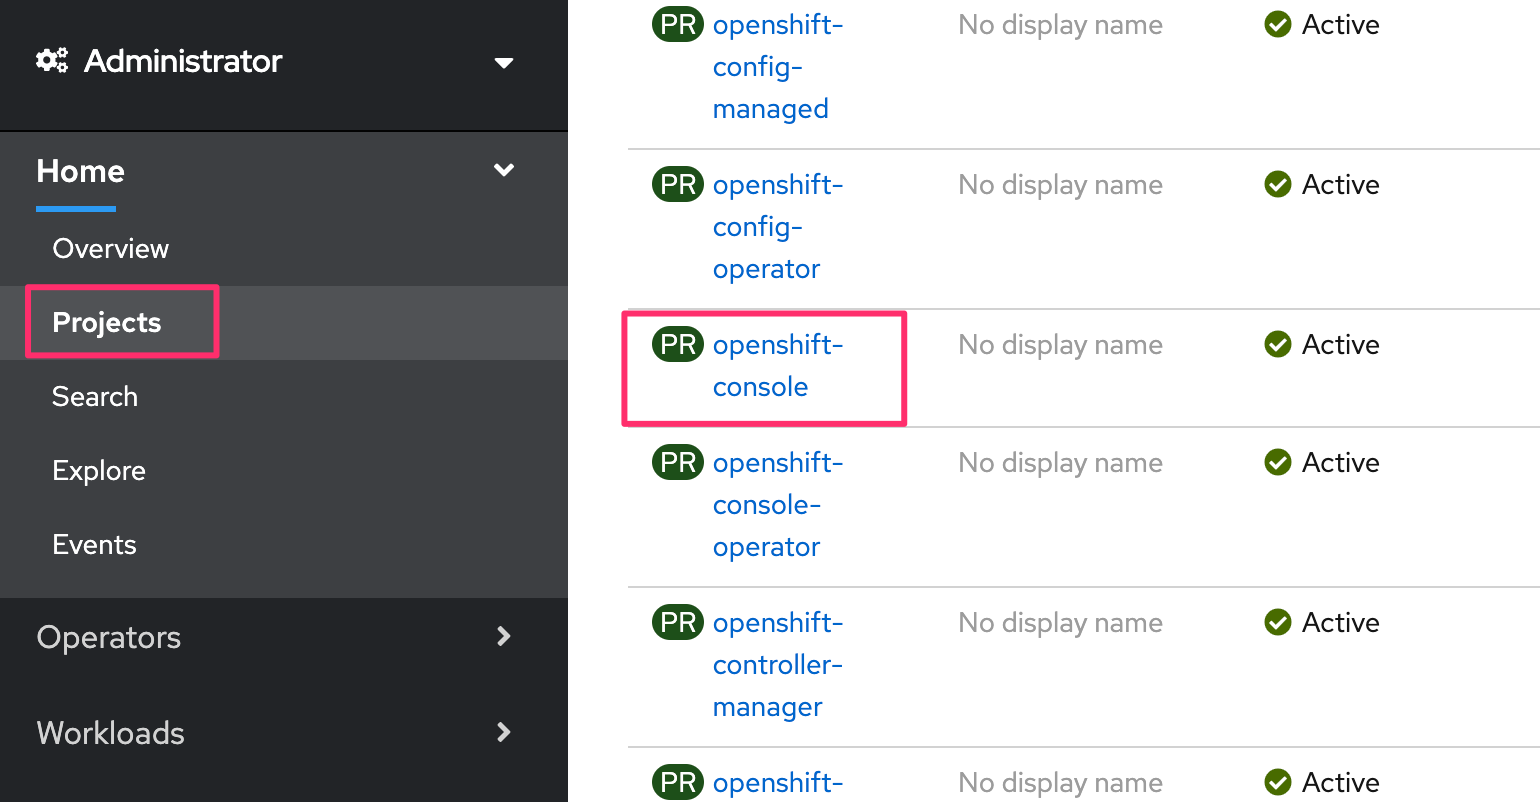 Administrator
Home
Overview
Projects
Search
Explore
Events
Operators
Workloads
PR openshift- No display name Active
config-
managed
PR openshift- No display name Active
config-
operator
PR openshift- No display name Active
console
PR openshift- No display name Active
console-
operator
PR openshift- No display name Active
controller-
manager
PR openshift- No display name Active